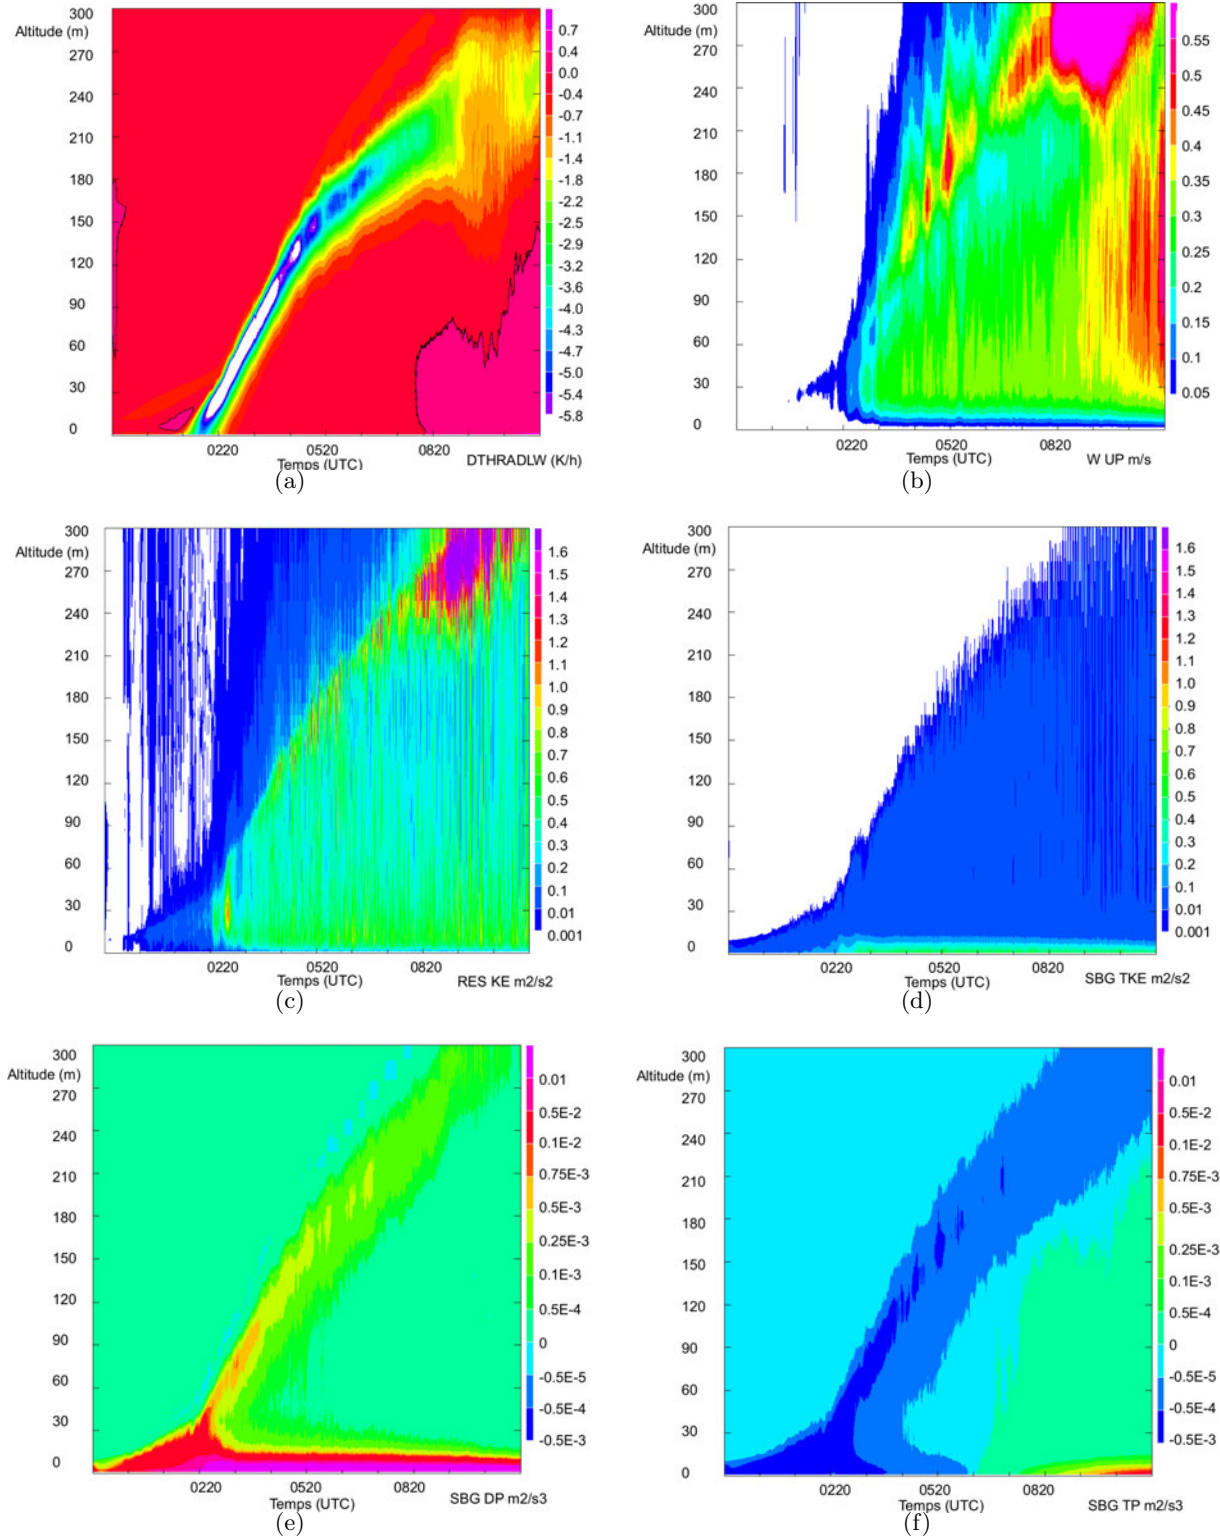 300
Altitude (m)
270
240
210
180
150
120
90
60
30
0
0220 0520 0820
Temps (UTC)
DTHRADLW (K/h)
0.7
0.4
0.0
-0.4
-0.7
-1.1
-1.4
-1.8
-2.2
-2.5
-2.9
-3.2
-3.6
-4.0
-4.3
-4.7
-5.0
-5.4
-5.8
(a)
300
Altitude (m)
270
240
210
180
150
120
90
60
30
0
0220 0520 0820
Temps (UTC)
W UP m/s
0.55
0.5
0.45
0.4
0.35
0.3
0.25
0.2
0.15
0.1
0.05
(b)
300
Altitude (m)
270
240
210
180
150
120
90
60
30
0
0220 0520 0820
Temps (UTC)
RES KE m2/s2
1.6
1.5
1.4
1.3
1.2
1.1
1.0
0.9
0.8
0.7
0.6
0.5
0.4
0.3
0.2
0.1
0.01
0.001
(c)
300
Altitude (m)
270
240
210
180
150
120
90
60
30
0
0220 0520 0820
Temps (UTC)
SBG TKE m2/s2
1.6
1.5
1.4
1.3
1.2
1.1
1.0
0.9
0.8
0.7
0.6
0.5
0.4
0.3
0.2
0.1
0.01
0.001
(d)
300
Altitude (m)
270
240
210
180
150
120
90
60
30
0
0220 0520 0820
Temps (UTC)
SBG DP m2/s3
0.01
0.5E-2
0.1E-2
0.75E-3
0.5E-3
0.25E-3
0.1E-3
0.5E-4
0
-0.5E-5
-0.5E-4
-0.5E-3
(e)
300
Altitude (m)
270
240
210
180
150
120
90
60
30
0
0220 0520 0820
Temps (UTC)
SBG TP m2/s3
0.01
0.5E-2
0.1E-2
0.75E-3
0.5E-3
0.25E-3
0.1E-3
0.5E-4
0
-0.5E-5
-0.5E-4
-0.5E-3
(f)